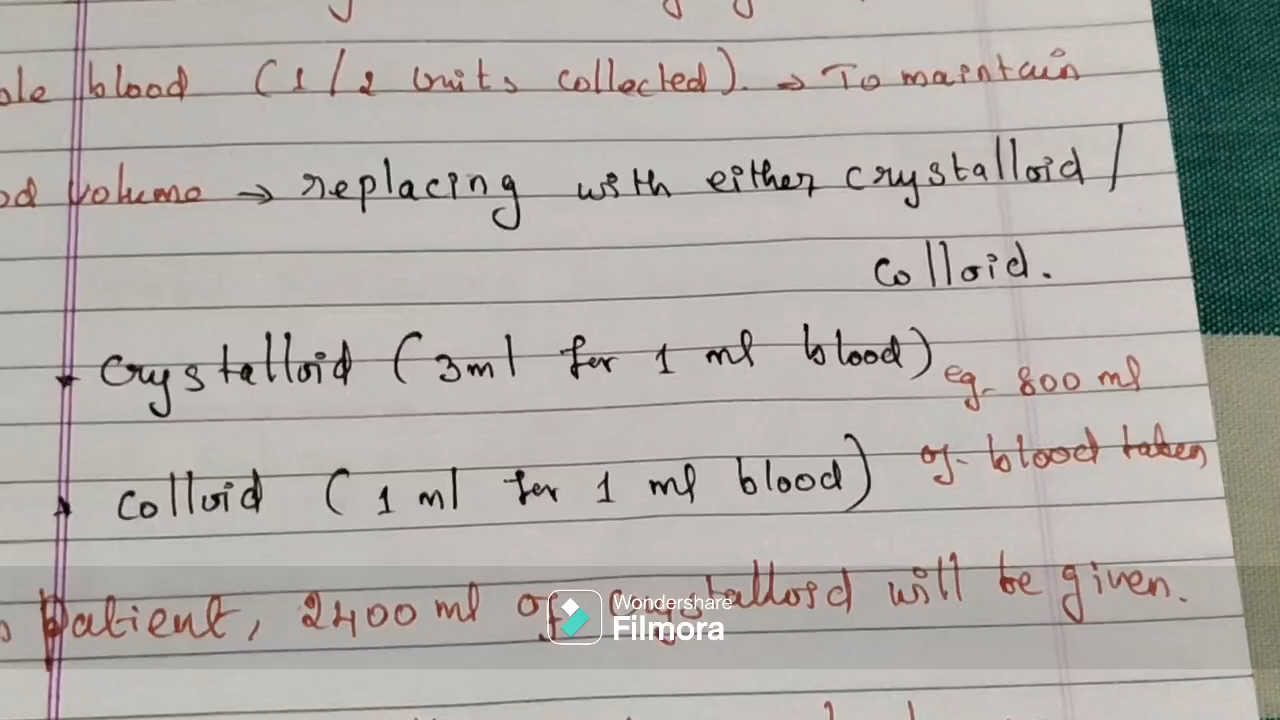 ole blood (1/2 units collected). → To maintain
od volume → replacing with either crystalloid/
colloid.
crystalloid (3ml for 1 ml blood) eg. 800 ml
of blood taken
colloid (1 ml for 1 ml blood)
Patient, 2400 ml of crystalloid will be given.
Wondershare
Filmora